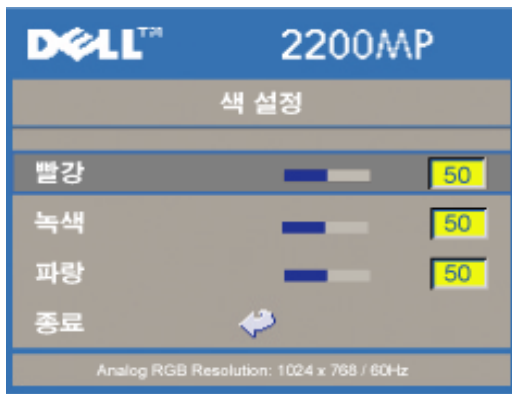 DELL™ 2200MP
색 설정
빨강 50
녹색 50
파랑 50
종료
Analog RGB Resolution: 1024 x 768 / 60Hz